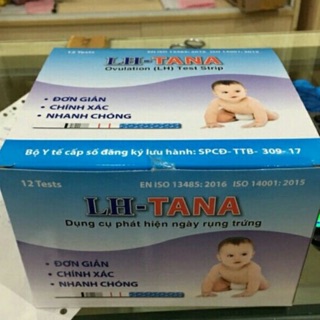 12 Tests
EN ISO 13485: 2016 ISO 14001: 2015
LH-TANA
Ovulation (LH) Test Strip
• ĐƠN GIẢN
• CHÍNH XÁC
• NHANH CHÓNG
Bộ Y tế cấp số đăng ký lưu hành: SPCĐ-TTB- 309-17
12 Tests
EN ISO 13485: 2016 ISO 14001: 2015
LH-TANA
Dụng cụ phát hiện ngày rụng trứng
• ĐƠN GIẢN
• CHÍNH XÁC
• NHANH CHÓNG